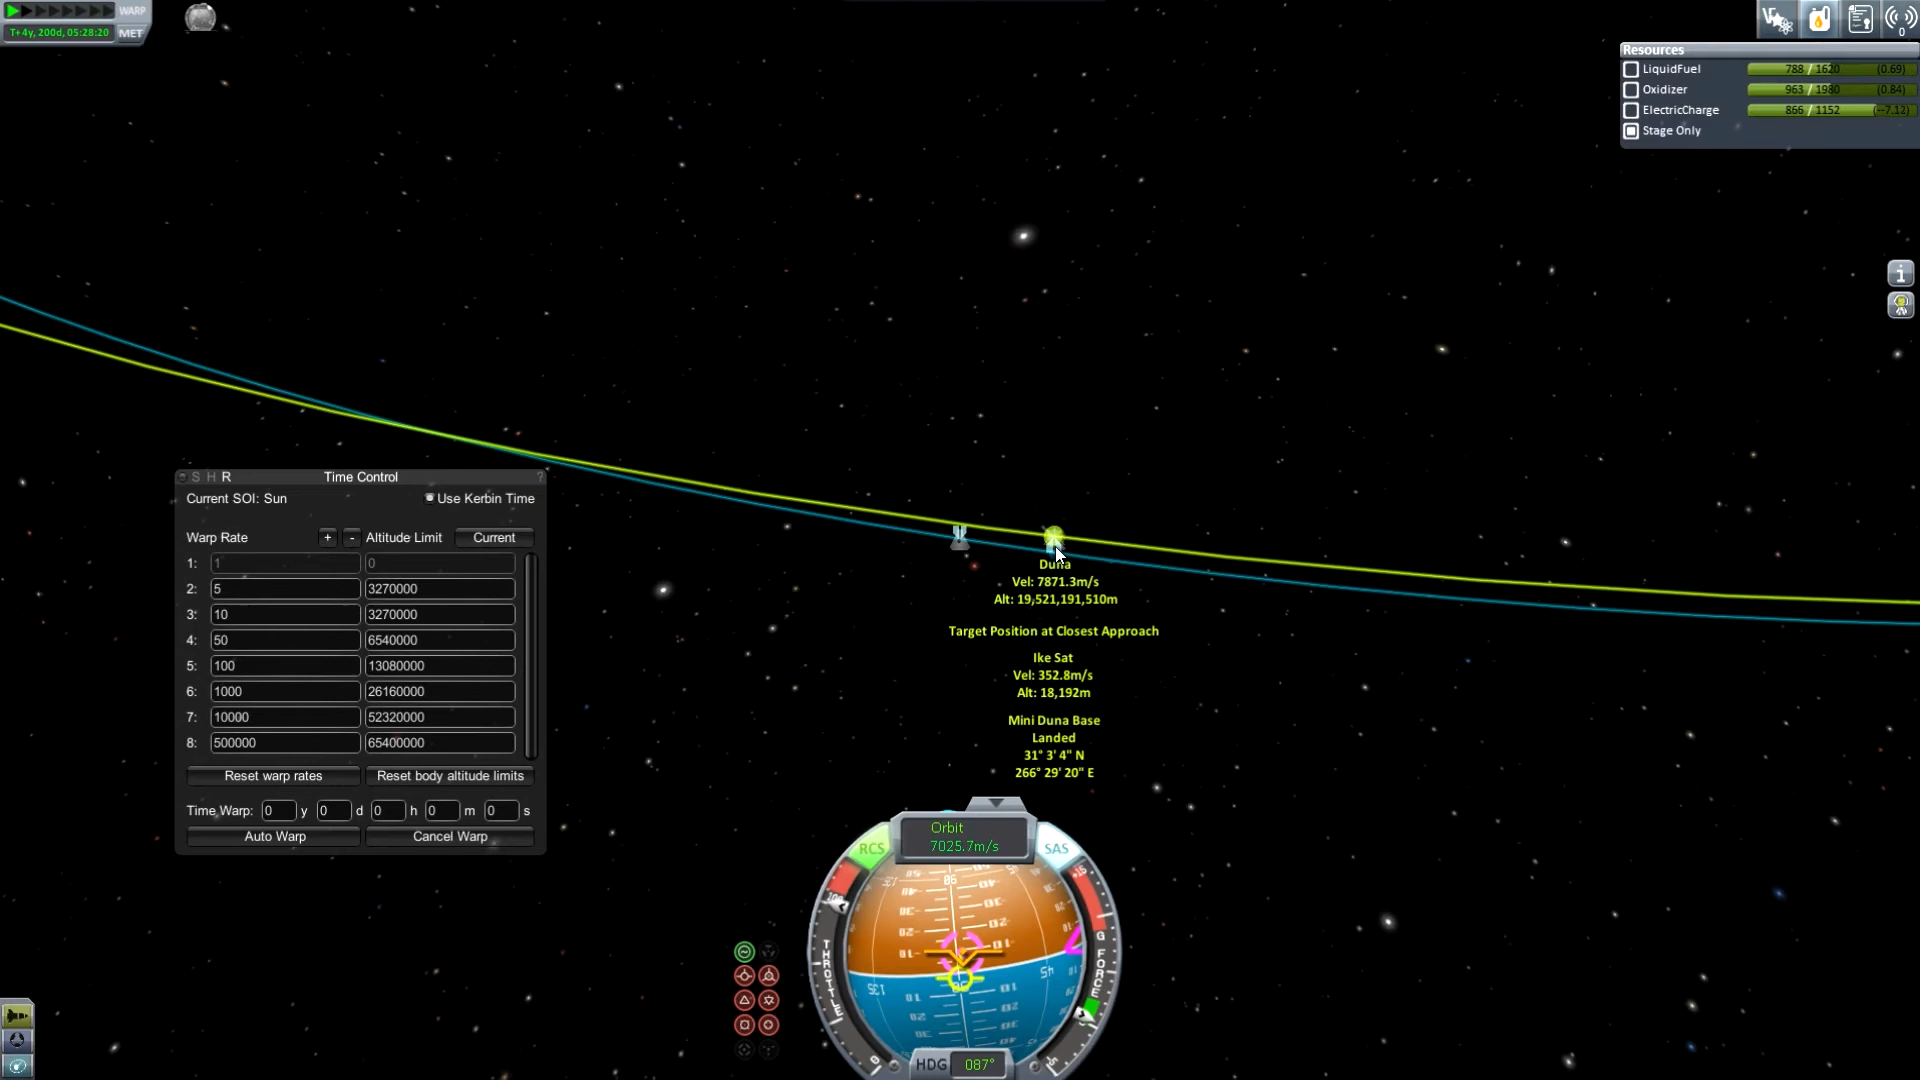 WARP
T+4y, 200d, 05:28:20
MET
0
Resources
LiquidFuel 788 / 1620 (0.69)
Oxidizer 963 / 1980 (0.84)
ElectricCharge 866 / 1152 (--7.12)
Stage Only
S H R Time Control ?
Current SOI: Sun Use Kerbin Time
Warp Rate + - Altitude Limit Current
1: 1 0
2: 5 3270000
3: 10 3270000
4: 50 6540000
5: 100 13080000
6: 1000 26160000
7: 10000 52320000
8: 500000 65400000
Reset warp rates Reset body altitude limits
Time Warp: 0 y 0 d 0 h 0 m 0 s
Auto Warp Cancel Warp
Duna
Vel: 7871.3m/s
Alt: 19,521,191,510m
Target Position at Closest Approach
Ike Sat
Vel: 352.8m/s
Alt: 18,192m
Mini Duna Base
Landed
31° 3' 4" N
266° 29' 20" E
Orbit
7025.7m/s
RCS SAS
THROTTLE
G FORCE
45
HDG 087°